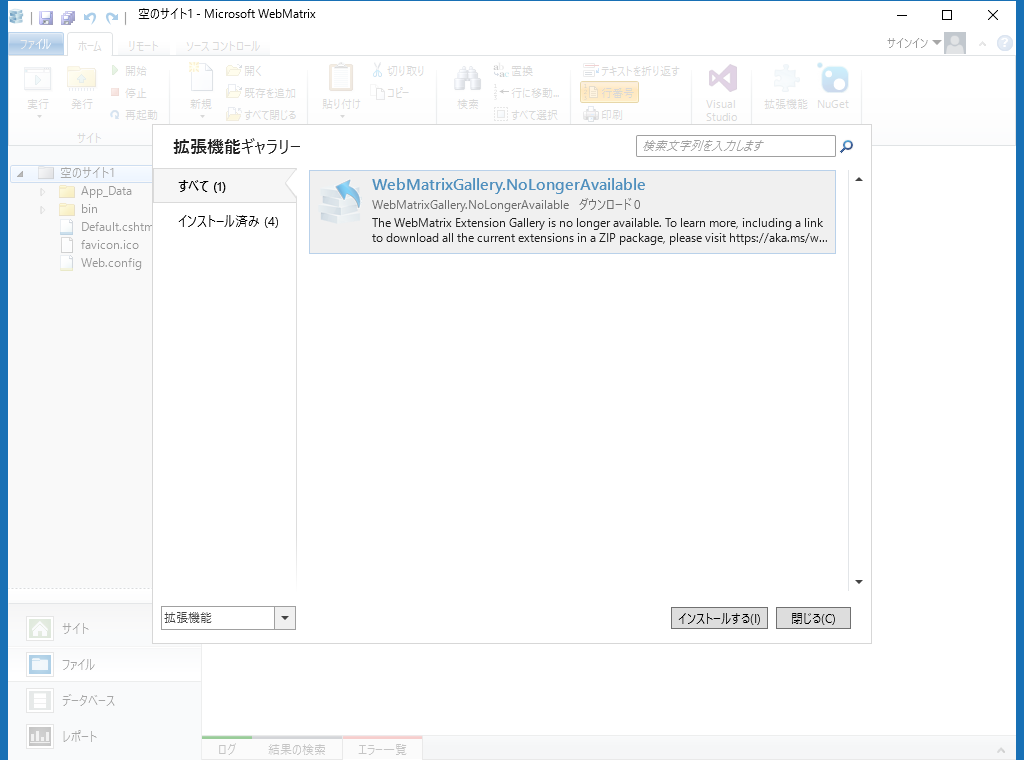 空のサイト1 - Microsoft WebMatrix
ファイル
ホーム
リモート
ソース コントロール
サインイン
実行
発行
開始
停止
再起動
サイト
新規
開く
既存を追加
すべて閉じる
貼り付け
切り取り
コピー
検索
置換
行に移動...
すべて選択
テキストを折り返す
行番号
印刷
Visual
Studio
拡張機能
NuGet
空のサイト1
App_Data
bin
Default.cshtm
favicon.ico
Web.config
拡張機能ギャラリー
検索文字列を入力します
すべて (1)
インストール済み (4)
WebMatrixGallery.NoLongerAvailable
WebMatrixGallery.NoLongerAvailable ダウンロード 0
The WebMatrix Extension Gallery is no longer available. To learn more, including a link
to download all the current extensions in a ZIP package, please visit https://aka.ms/w...
拡張機能
インストールする(I)
閉じる(C)
サイト
ファイル
データベース
レポート
ログ
結果の検索
エラー一覧